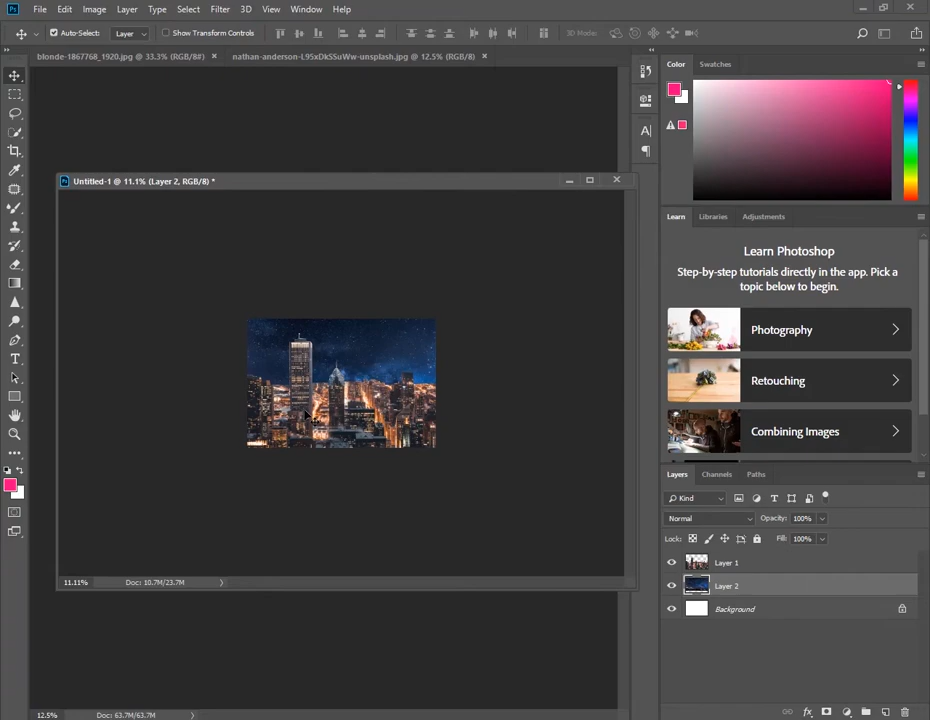 Ps File Edit Image Layer Type Select Filter 3D View Window Help
Auto-Select: Layer Show Transform Controls 3D Mode:
blonde-1867768_1920.jpg @ 33.3% (RGB/8#) nathan-anderson-L95xDkSSuWw-unsplash.jpg @ 12.5% (RGB/8)
Color Swatches
Untitled-1 @ 11.1% (Layer 2, RGB/8) *
Learn Libraries Adjustments
Learn Photoshop
Step-by-step tutorials directly in the app. Pick a
topic below to begin.
Photography
Retouching
Combining Images
Layers Channels Paths
Kind
Normal Opacity: 100%
Lock: Fill: 100%
Layer 1
Layer 2
Background
11.11% Doc: 10.7M/23.7M
12.5% Doc: 63.7M/63.7M